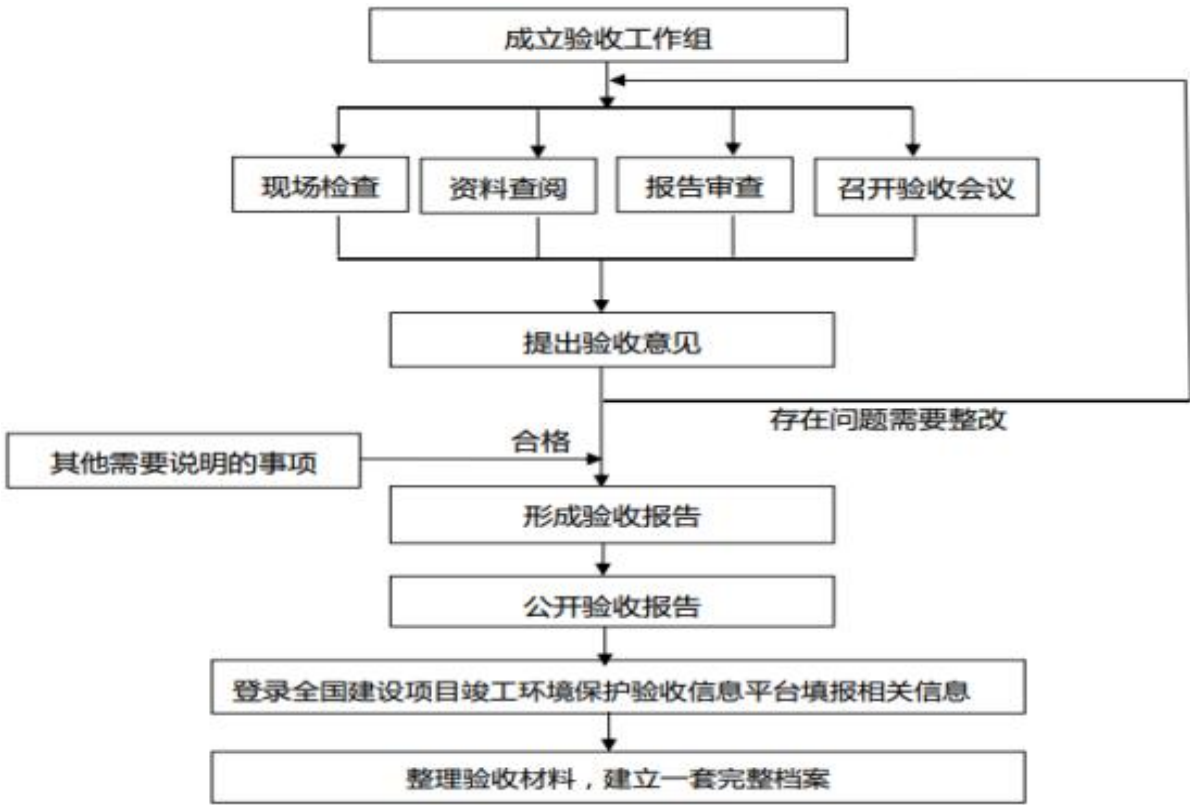 成立验收工作组
现场检查
资料查阅
报告审查
召开验收会议
提出验收意见
存在问题需要整改
合格
其他需要说明的事项
形成验收报告
公开验收报告
登录全国建设项目竣工环境保护验收信息平台填报相关信息
整理验收材料，建立一套完整档案